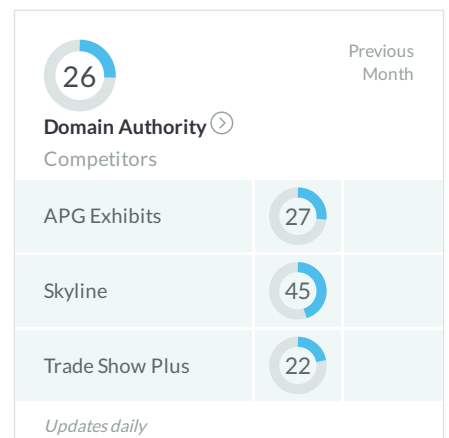 26
Previous
Month
Domain Authority
Competitors
APG Exhibits 27
Skyline 45
Trade Show Plus 22
Updates daily